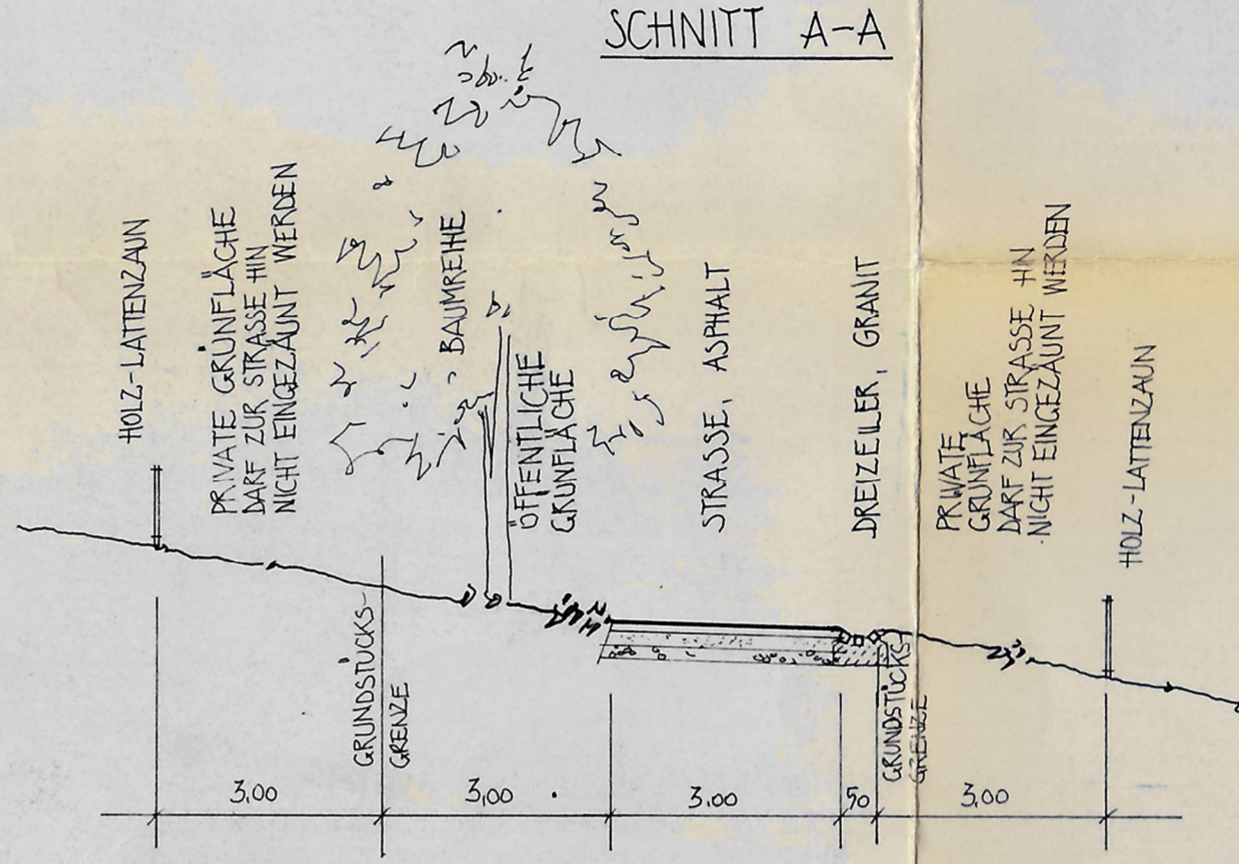 SCHNITT A-A
HOLZ-LATTENZAUN
PRIVATE GRÜNFLÄCHE
DARF ZUR STRASSE HIN
NICHT EINGEZÄUNT WERDEN
BAUMREIHE
ÖFFENTLICHE
GRÜNFLÄCHE
STRASSE, ASPHALT
DREIZEILER, GRANIT
PRIVATE
GRÜNFLÄCHE
DARF ZUR STRASSE HIN
NICHT EINGEZÄUNT WERDEN
HOLZ-LATTENZAUN
GRUNDSTÜCKS-
GRENZE
GRUNDSTÜCKS-
GRENZE
3,00
3,00
3,00
50
3,00